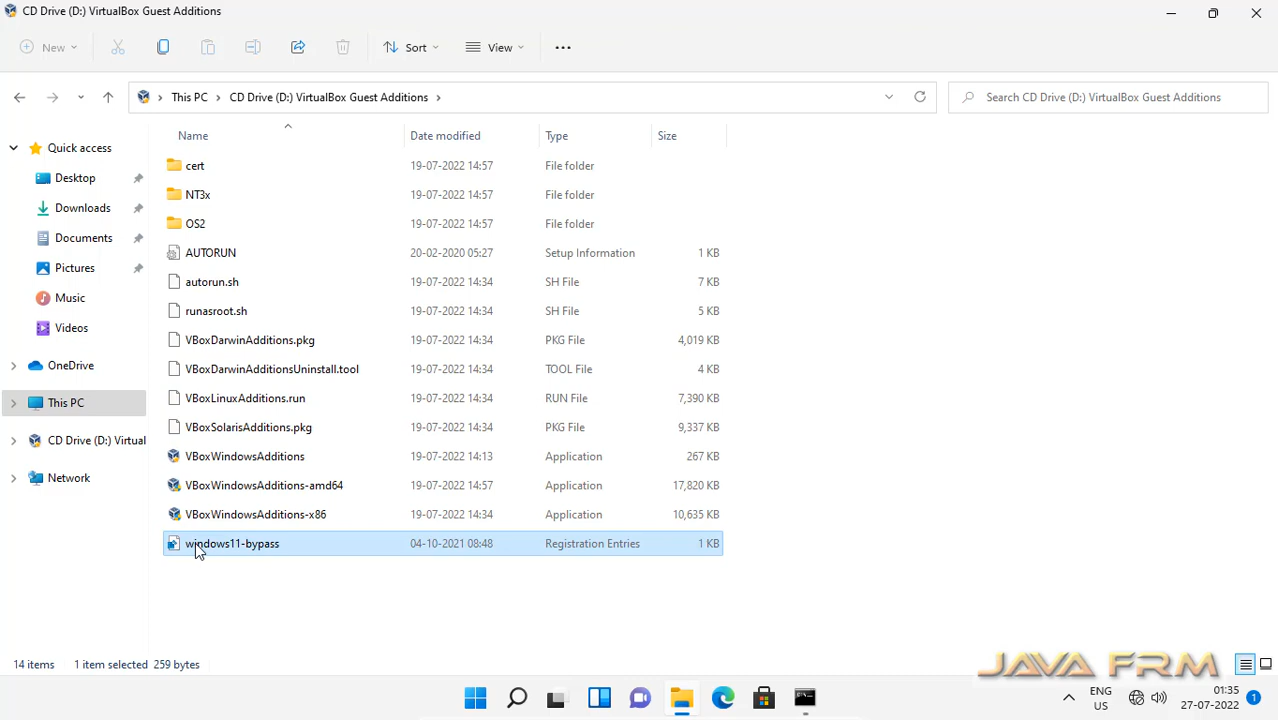 CD Drive (D:) VirtualBox Guest Additions
New Sort View
This PC CD Drive (D:) VirtualBox Guest Additions
Search CD Drive (D:) VirtualBox Guest Additions
Name Date modified Type Size
Quick access
Desktop
Downloads
Documents
Pictures
Music
Videos
OneDrive
This PC
CD Drive (D:) Virtual
Network
cert 19-07-2022 14:57 File folder
NT3x 19-07-2022 14:57 File folder
OS2 19-07-2022 14:57 File folder
AUTORUN 20-02-2020 05:27 Setup Information 1 KB
autorun.sh 19-07-2022 14:34 SH File 7 KB
runasroot.sh 19-07-2022 14:34 SH File 5 KB
VBoxDarwinAdditions.pkg 19-07-2022 14:34 PKG File 4,019 KB
VBoxDarwinAdditionsUninstall.tool 19-07-2022 14:34 TOOL File 4 KB
VBoxLinuxAdditions.run 19-07-2022 14:34 RUN File 7,390 KB
VBoxSolarisAdditions.pkg 19-07-2022 14:34 PKG File 9,337 KB
VBoxWindowsAdditions 19-07-2022 14:13 Application 267 KB
VBoxWindowsAdditions-amd64 19-07-2022 14:57 Application 17,820 KB
VBoxWindowsAdditions-x86 19-07-2022 14:34 Application 10,635 KB
windows11-bypass 04-10-2021 08:48 Registration Entries 1 KB
14 items 1 item selected 259 bytes
JAVA FRM
ENG
US
01:35
27-07-2022
1